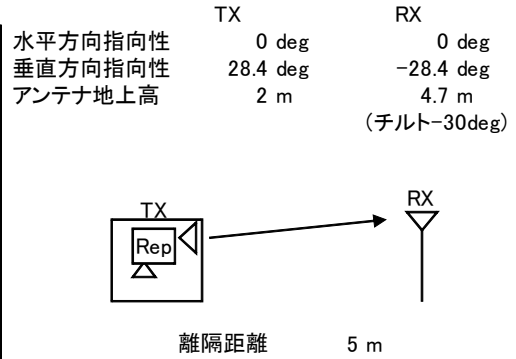 TX RX
水平方向指向性 0 deg 0 deg
垂直方向指向性 28.4 deg -28.4 deg
アンテナ地上高 2 m 4.7 m
(チルト-30deg)
TX
RX
Rep
離隔距離 5 m